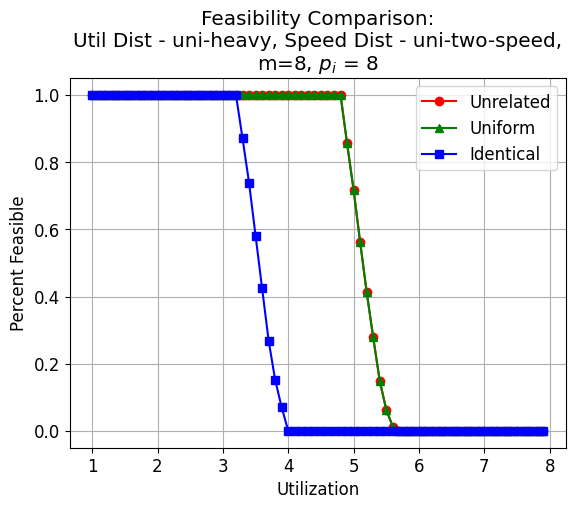 Feasibility Comparison:
Util Dist - uni-heavy, Speed Dist - uni-two-speed,
m=8, $p_i$ = 8
Unrelated
Uniform
Identical
Percent Feasible
1.0
0.8
0.6
0.4
0.2
0.0
1 2 3 4 5 6 7 8
Utilization